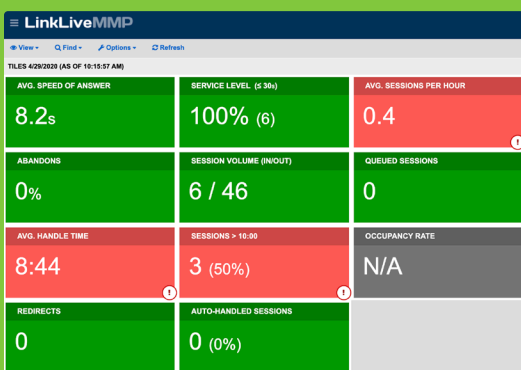 ≡ LinkLiveMMP
View Find Options Refresh
TILES 4/29/2020 (AS OF 10:15:57 AM)
AVG. SPEED OF ANSWER SERVICE LEVEL (≤ 30s) AVG. SESSIONS PER HOUR
8.2s 100% (6) 0.4
!
ABANDONS SESSION VOLUME (IN/OUT) QUEUED SESSIONS
0% 6 / 46 0
AVG. HANDLE TIME SESSIONS > 10:00 OCCUPANCY RATE
8:44 3 (50%) N/A
! !
REDIRECTS AUTO-HANDLED SESSIONS
0 0 (0%)